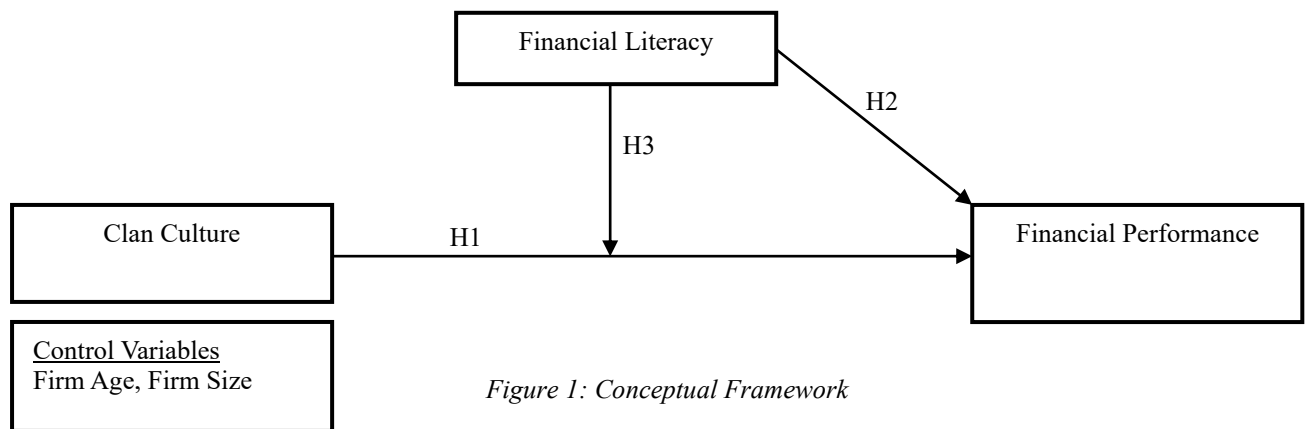 Financial Literacy
H2
H3
Clan Culture
H1
Financial Performance
Control Variables
Firm Age, Firm Size
Figure 1: Conceptual Framework